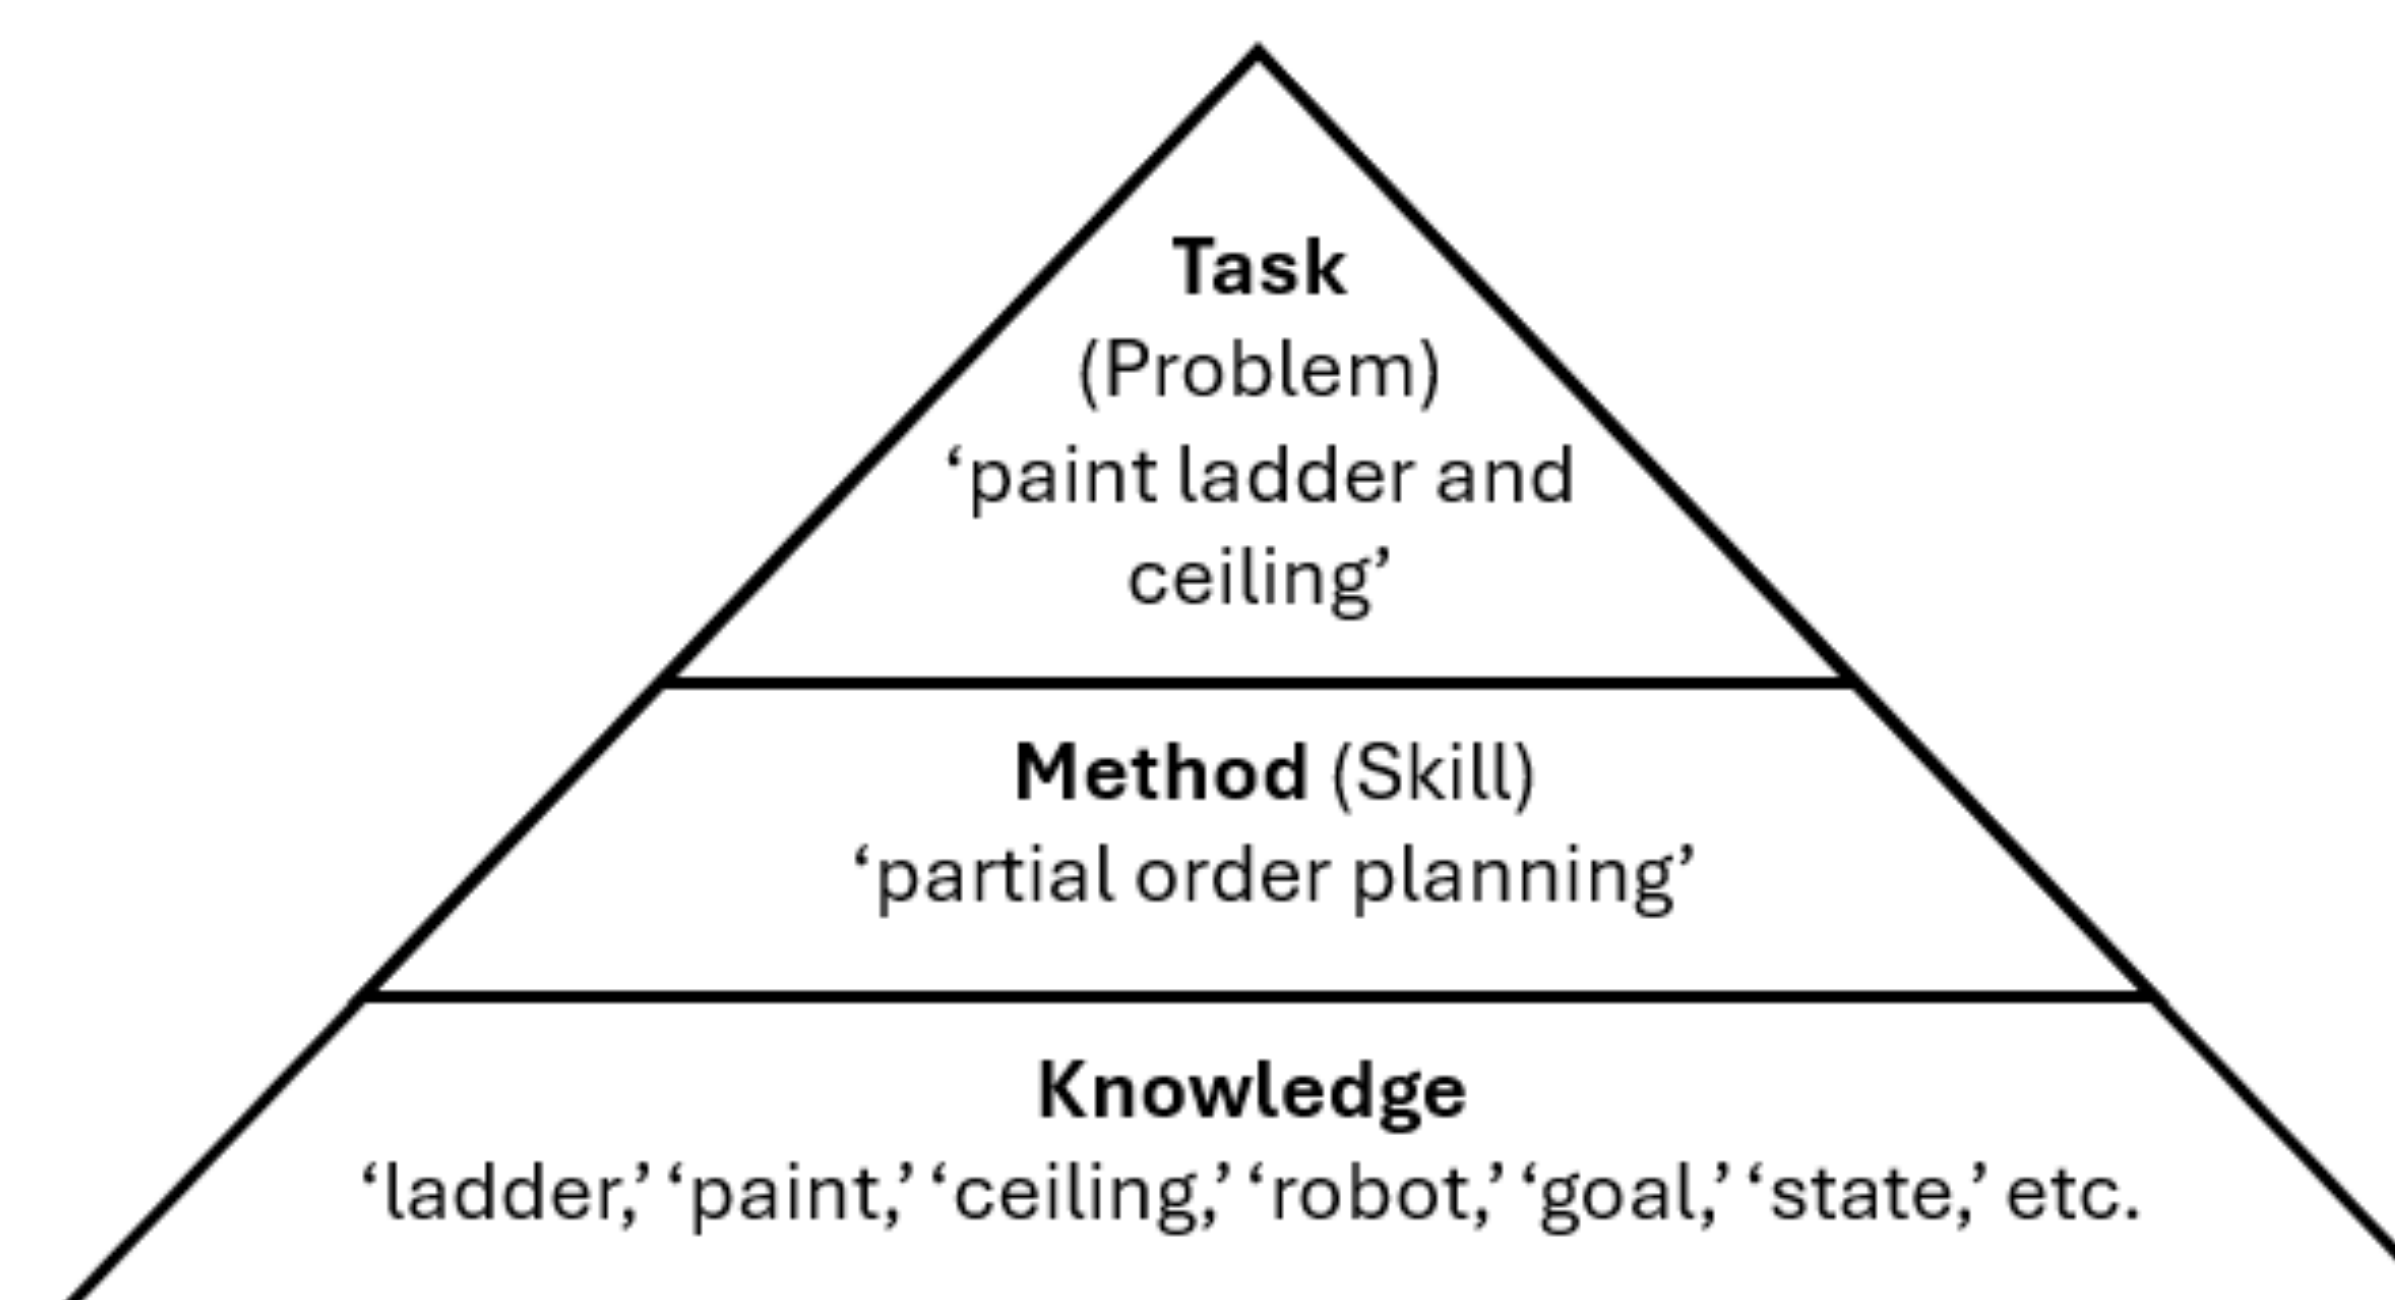 Task
(Problem)
‘paint ladder and
ceiling’
Method (Skill)
‘partial order planning’
Knowledge
‘ladder,’ ‘paint,’ ‘ceiling,’ ‘robot,’ ‘goal,’ ‘state,’ etc.